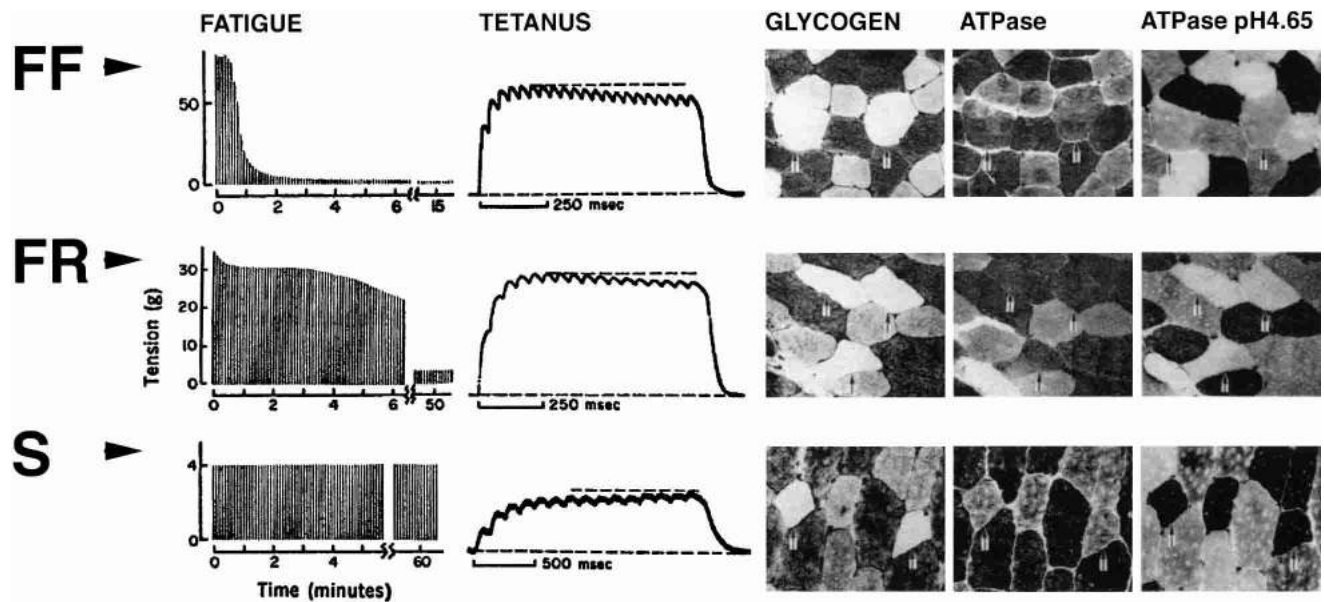 FATIGUE TETANUS GLYCOGEN ATPase ATPase pH4.65
FF
50
0
0 2 4 6 15
250 msec
FR
Tension (g)
30
20
10
0
0 2 4 6 50
250 msec
S
4
0
0 2 4 60
500 msec
Time (minutes)